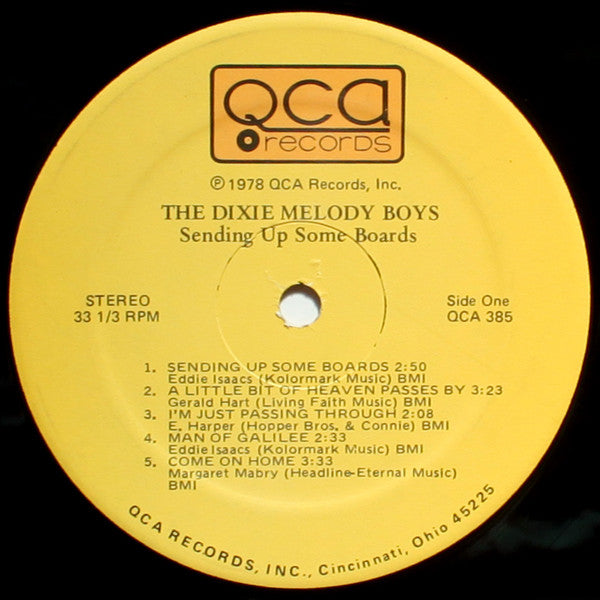 QCA
records
℗ 1978 QCA Records, Inc.
THE DIXIE MELODY BOYS
Sending Up Some Boards
STEREO
33 1/3 RPM
Side One
QCA 385
1. SENDING UP SOME BOARDS 2:50
Eddie Isaacs (Kolormark Music) BMI
2. A LITTLE BIT OF HEAVEN PASSES BY 3:23
Gerald Hart (Living Faith Music) BMI
3. I'M JUST PASSING THROUGH 2:08
E. Harper (Hopper Bros. & Connie) BMI
4. MAN OF GALILEE 2:33
Eddie Isaacs (Kolormark Music) BMI
5. COME ON HOME 3:33
Margaret Mabry (Headline-Eternal Music)
BMI
QCA RECORDS, INC., Cincinnati, Ohio 45225